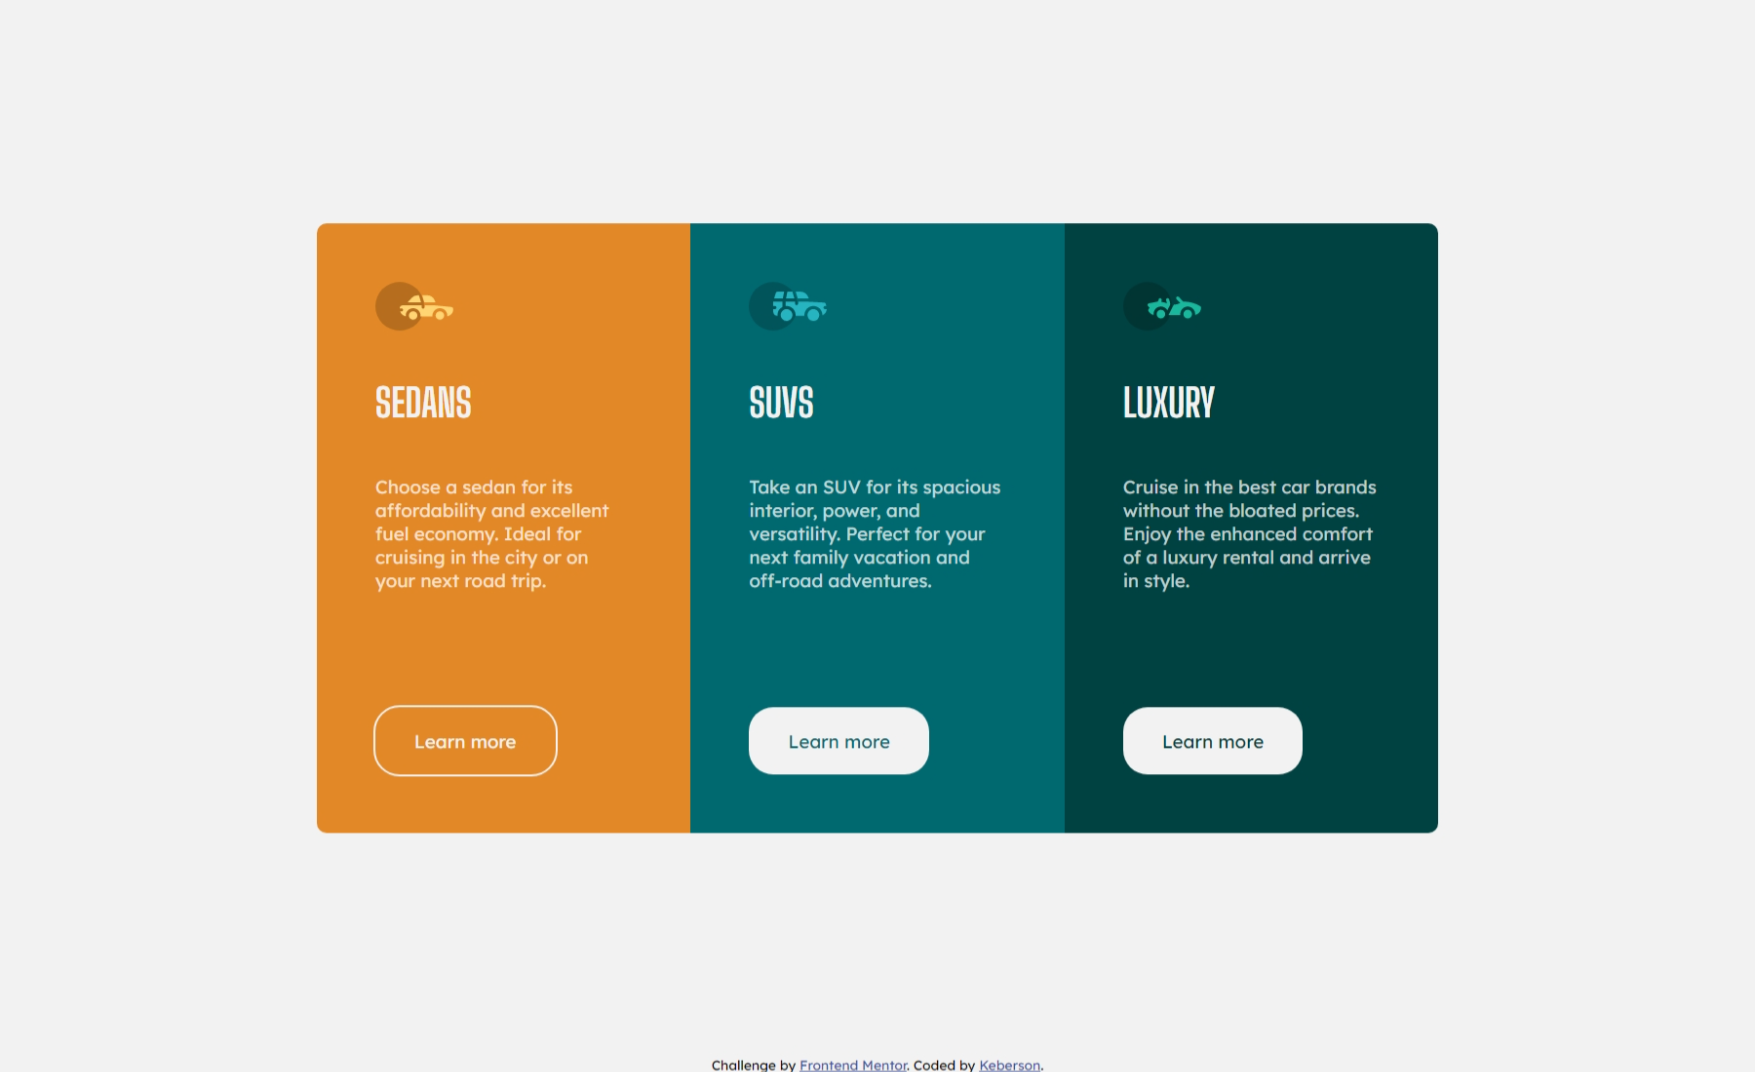 SEDANS
Choose a sedan for its
affordability and excellent
fuel economy. Ideal for
cruising in the city or on
your next road trip.
Learn more
SUVS
Take an SUV for its spacious
interior, power, and
versatility. Perfect for your
next family vacation and
off-road adventures.
Learn more
LUXURY
Cruise in the best car brands
without the bloated prices.
Enjoy the enhanced comfort
of a luxury rental and arrive
in style.
Learn more
Challenge by Frontend Mentor. Coded by Keberson.